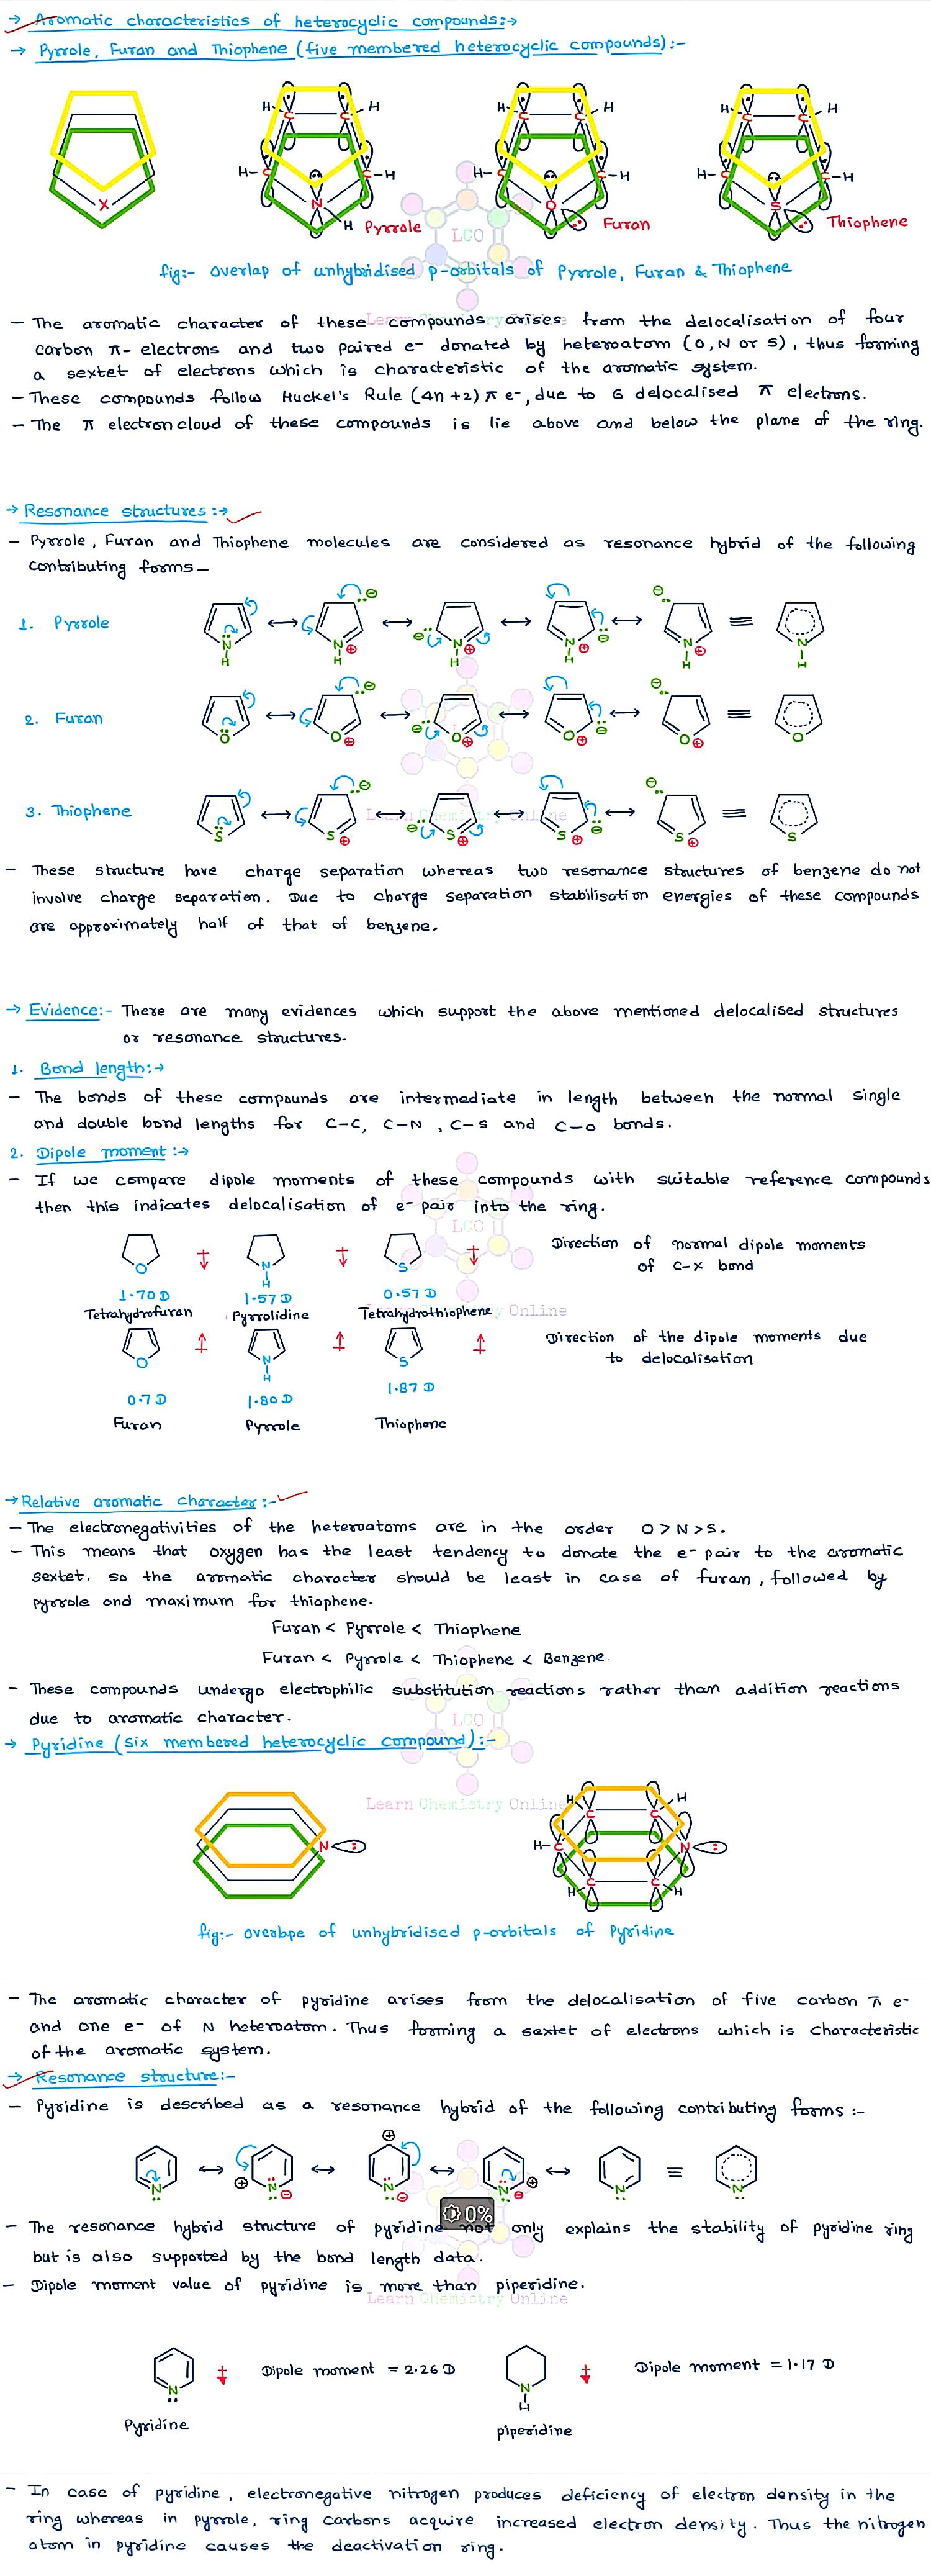 → Aromatic characteristics of heterocyclic compounds:→
→ Pyrrole, Furan and Thiophene (five membered heterocyclic compounds):-
H C C H H C C H H C C H
H- C C -H H- C C -H H- C C -H
X N H Pyrrole O Furan S Thiophene
LCO
fig:- overlap of unhybridised p-orbitals of Pyrrole, Furan & Thiophene
Learn Chemistry Online
- The aromatic character of these compounds arises from the delocalisation of four
carbon π- electrons and two paired e- donated by heteroatom (O, N or S), thus forming
a sextet of electrons which is characteristic of the aromatic system.
- These compounds follow Huckel's Rule (4n+2) π e-, due to 6 delocalised π electrons.
- The π electron cloud of these compounds is lie above and below the plane of the ring.
→ Resonance structures:→
- Pyrrole, Furan and Thiophene molecules are considered as resonance hybrid of the following
contributing forms-
1. Pyrrole N H ↔ N H ⊕ ⊖ ↔ ⊖ N H ⊕ ↔ N H ⊕ ⊖ ↔ ⊖ N H ⊕ ≡ N H
2. Furan O ↔ O ⊕ ⊖ ↔ ⊖ O ⊕ ↔ O ⊕ ⊖ ↔ ⊖ O ⊕ ≡ O
3. Thiophene S ↔ S ⊕ ⊖ ↔ ⊖ S ⊕ ↔ S ⊕ ⊖ ↔ ⊖ S ⊕ ≡ S
Learn Chemistry Online
- These structure have charge separation whereas two resonance structures of benzene do not
involve charge separation. Due to charge separation stabilisation energies of these compounds
are approximately half of that of benzene.
→ Evidence:- There are many evidences which support the above mentioned delocalised structures
or resonance structures.
1. Bond length:→
- The bonds of these compounds are intermediate in length between the normal single
and double bond lengths for C-C, C-N, C-S and C-O bonds.
2. Dipole moment:→
- If we compare dipole moments of these compounds with suitable reference compounds
then this indicates delocalisation of e- pair into the ring.
LCO
O N H S Direction of normal dipole moments
of C-X bond
1.70 D 1.57 D 0.57 D
Tetrahydrofuran Pyrrolidine Tetrahydrothiophene
Online
O N H S Direction of the dipole moments due
to delocalisation
0.7 D 1.80 D 1.87 D
Furan Pyrrole Thiophene
→ Relative aromatic character:-
- The electronegativities of the heteroatoms are in the order O > N > S.
- This means that oxygen has the least tendency to donate the e- pair to the aromatic
sextet. so the aromatic character should be least in case of furan, followed by
pyrrole and maximum for thiophene.
Furan < Pyrrole < Thiophene
Furan < Pyrrole < Thiophene < Benzene.
- These compounds undergo electrophilic substitution reactions rather than addition reactions
due to aromatic character.
LCO
→ Pyridine (six membered heterocyclic compound):-
Learn Chemistry Online
H C C H
N H- C N
H C C H
fig:- overlape of unhybridised p-orbitals of Pyridine
- The aromatic character of pyridine arises from the delocalisation of five carbon π e-
and one e- of N heteroatom. Thus forming a sextet of electrons which is characteristic
of the aromatic system.
→ Resonance structure:-
- Pyridine is described as a resonance hybrid of the following contributing forms:-
N ↔ ⊕ N ⊖ ↔ ⊕ N ⊖ ↔ N ⊖ ⊕ ↔ N ≡ N
0%
- The resonance hybrid structure of pyridine not only explains the stability of pyridine ring
but is also supported by the bond length data.
- Dipole moment value of pyridine is more than piperidine.
Learn Chemistry Online
N Dipole moment = 2.26 D N H Dipole moment = 1.17 D
Pyridine piperidine
- In case of pyridine, electronegative nitrogen produces deficiency of electron density in the
ring whereas in pyrrole, ring carbons acquire increased electron density. Thus the nitrogen
atom in pyridine causes the deactivation ring.